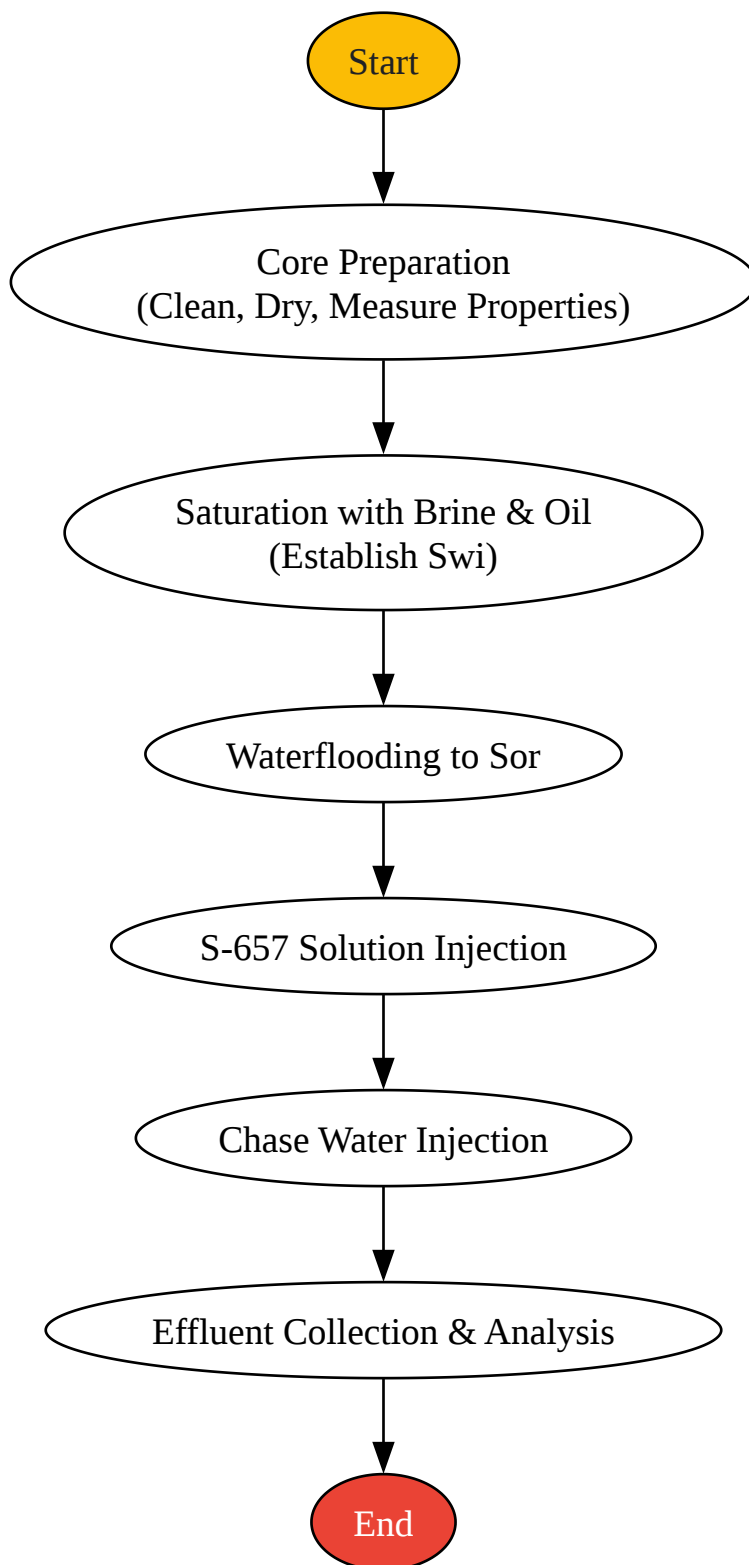 Start
Core Preparation
(Clean, Dry, Measure Properties)
Saturation with Brine & Oil
(Establish Swi)
Waterflooding to Sor
S-657 Solution Injection
Chase Water Injection
Effluent Collection & Analysis
End